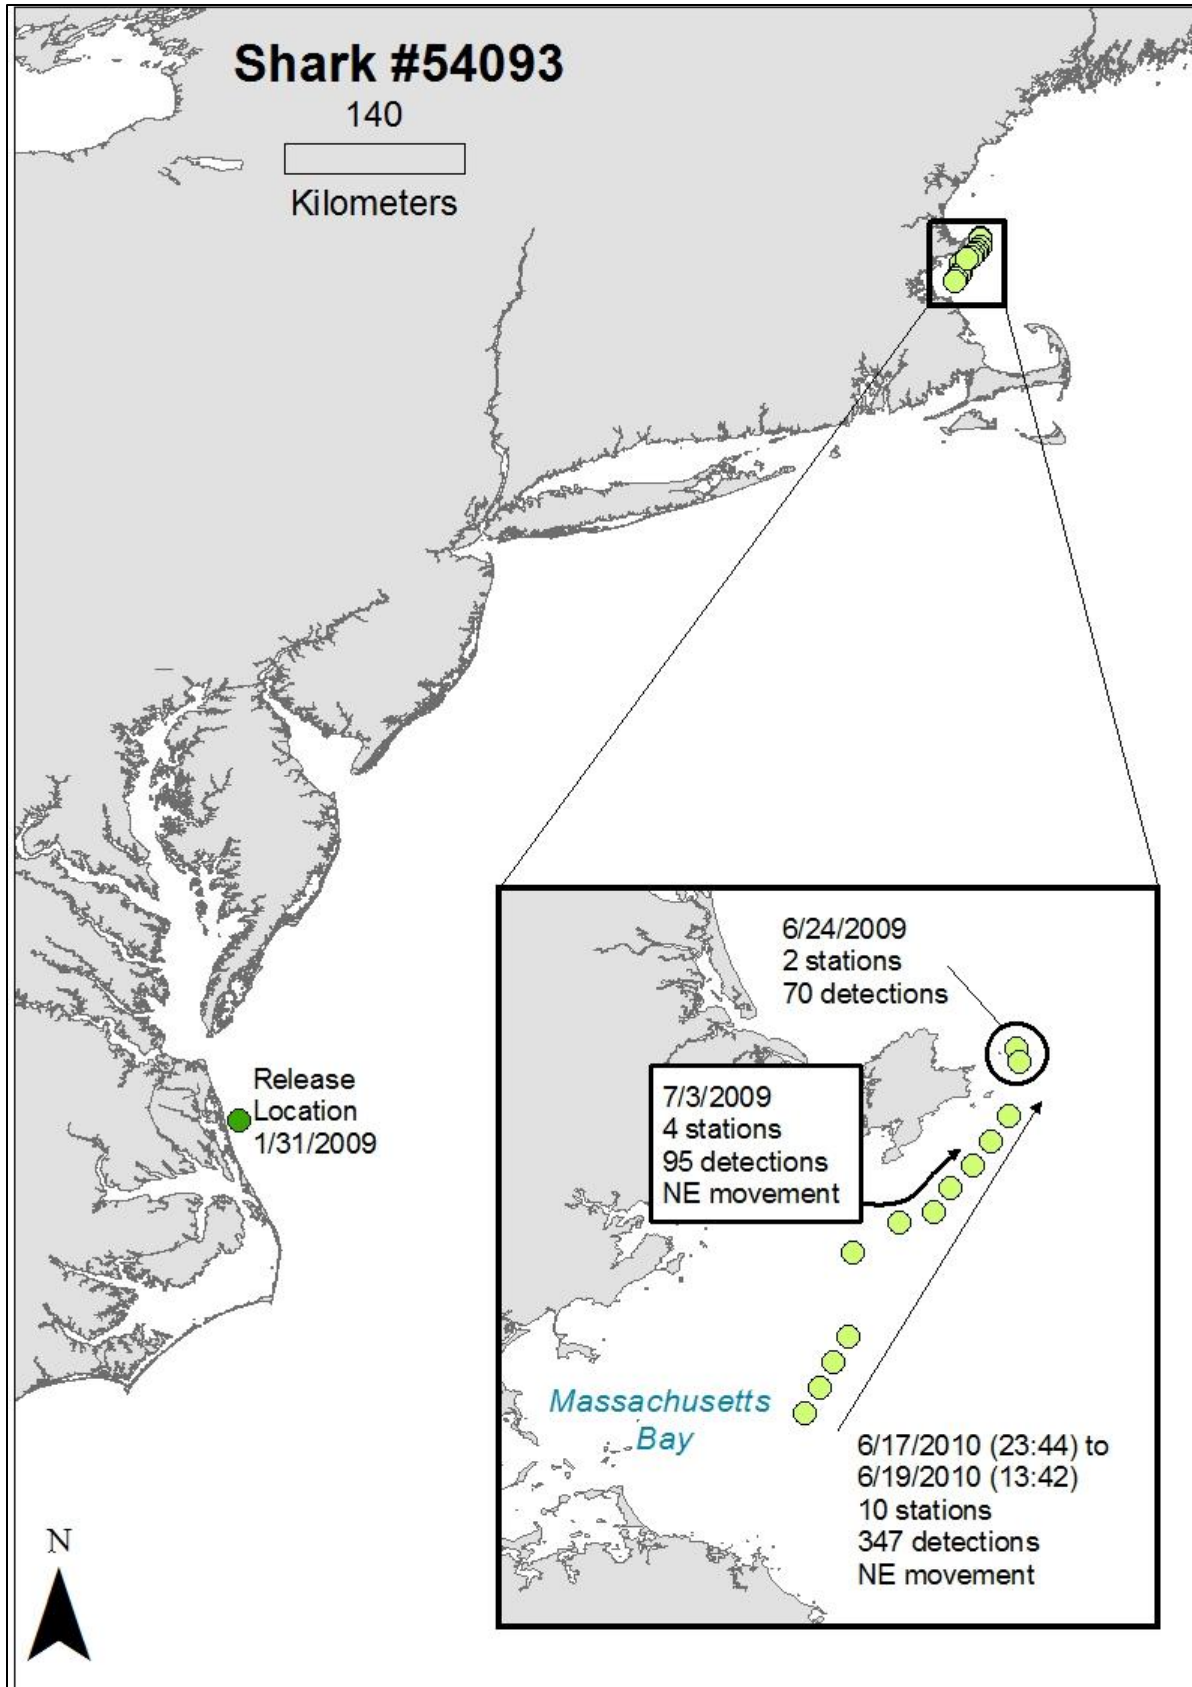 Shark #54093
140
Kilometers
Release
Location
1/31/2009
6/24/2009
2 stations
70 detections
7/3/2009
4 stations
95 detections
NE movement
Massachusetts
Bay
6/17/2010 (23:44) to
6/19/2010 (13:42)
10 stations
347 detections
NE movement
N